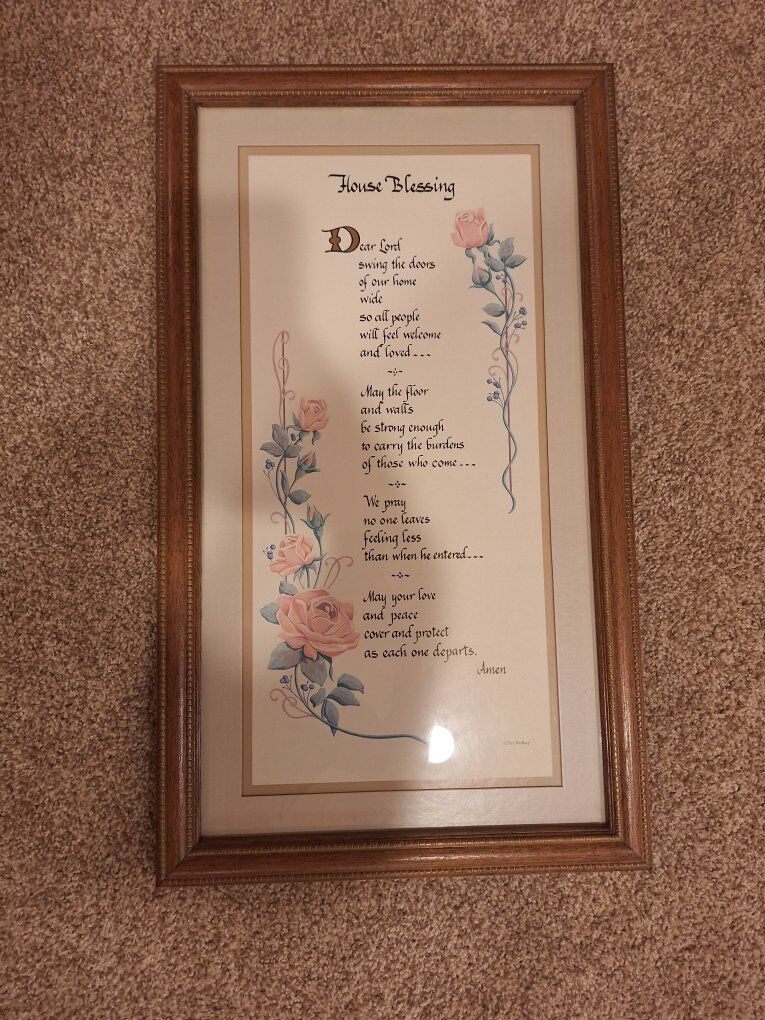 House Blessing
Dear Lord
swing the doors
of our home
wide
so all people
will feel welcome
and loved---
May the floor
and walls
be strong enough
to carry the burdens
of those who come---
We pray
no one leaves
feeling less
than when he entered---
May your love
and peace
cover and protect
as each one departs.
Amen
©